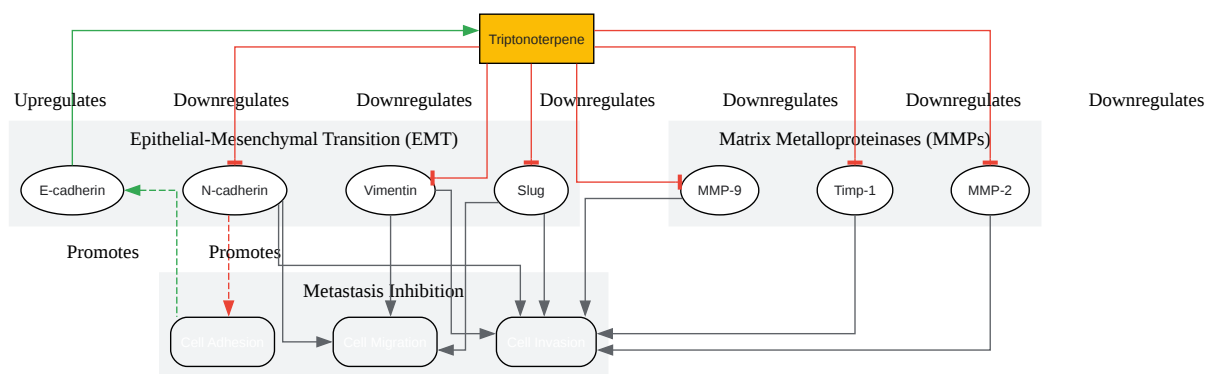 Triptonoterpene
Upregulates
Downregulates
Downregulates
Downregulates
Downregulates
Downregulates
Downregulates
Epithelial-Mesenchymal Transition (EMT)
Matrix Metalloproteinases (MMPs)
E-cadherin
N-cadherin
Vimentin
Slug
MMP-9
Timp-1
MMP-2
Promotes
Promotes
Metastasis Inhibition
Cell Adhesion
Cell Migration
Cell Invasion